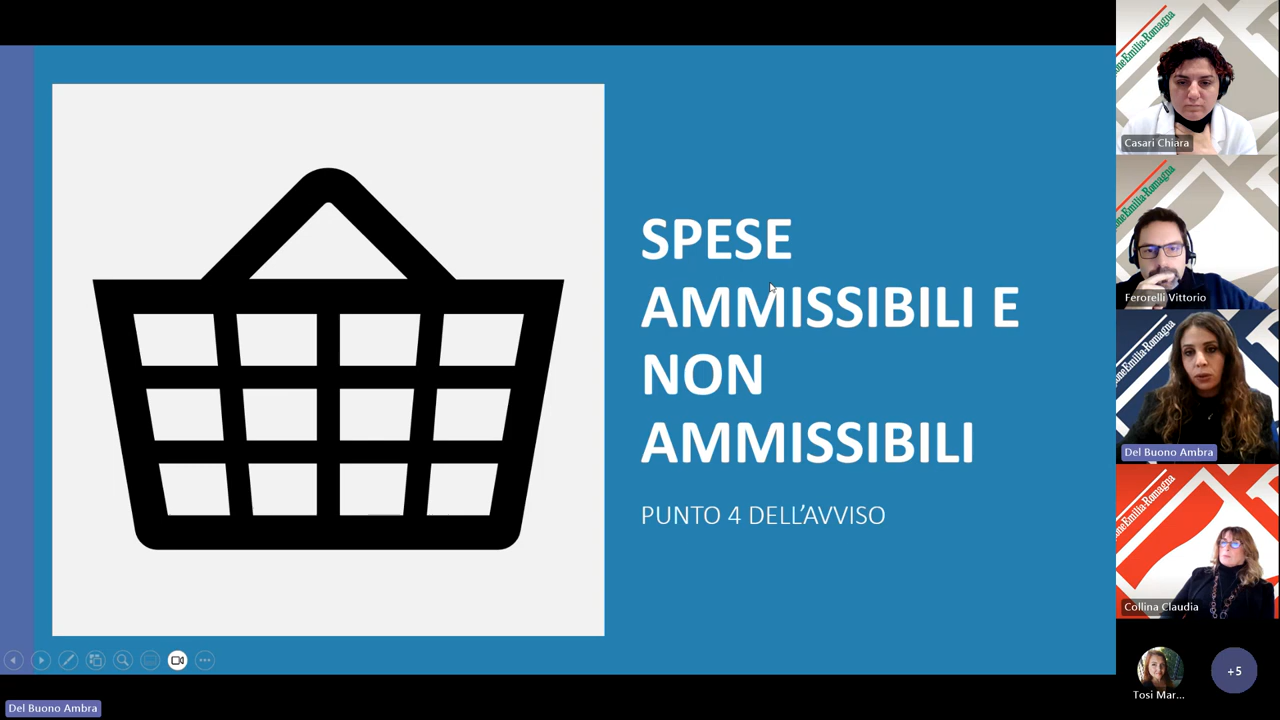 SPESE
AMMISSIBILI E
NON
AMMISSIBILI
PUNTO 4 DELL'AVVISO
Casari Chiara
Ferorelli Vittorio
Del Buono Ambra
Collina Claudia
Tosi Mar...
+5
Del Buono Ambra